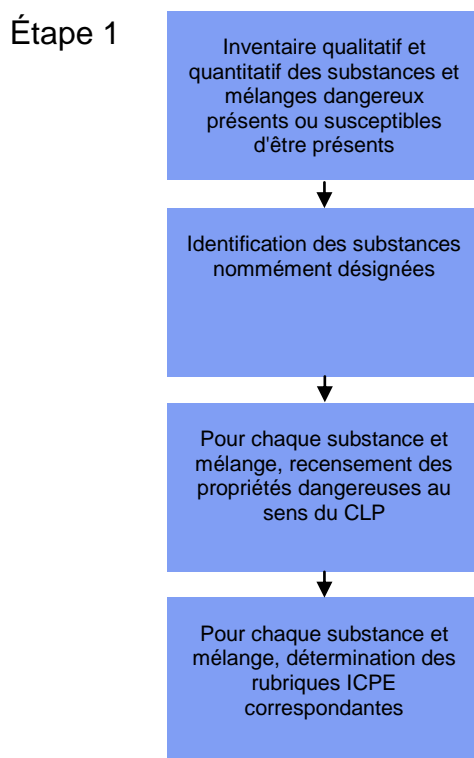 Étape 1
Inventaire qualitatif et
quantitatif des substances et
mélanges dangereux
présents ou susceptibles
d'être présents
Identification des substances
nommément désignées
Pour chaque substance et
mélange, recensement des
propriétés dangereuses au
sens du CLP
Pour chaque substance et
mélange, détermination des
rubriques ICPE
correspondantes